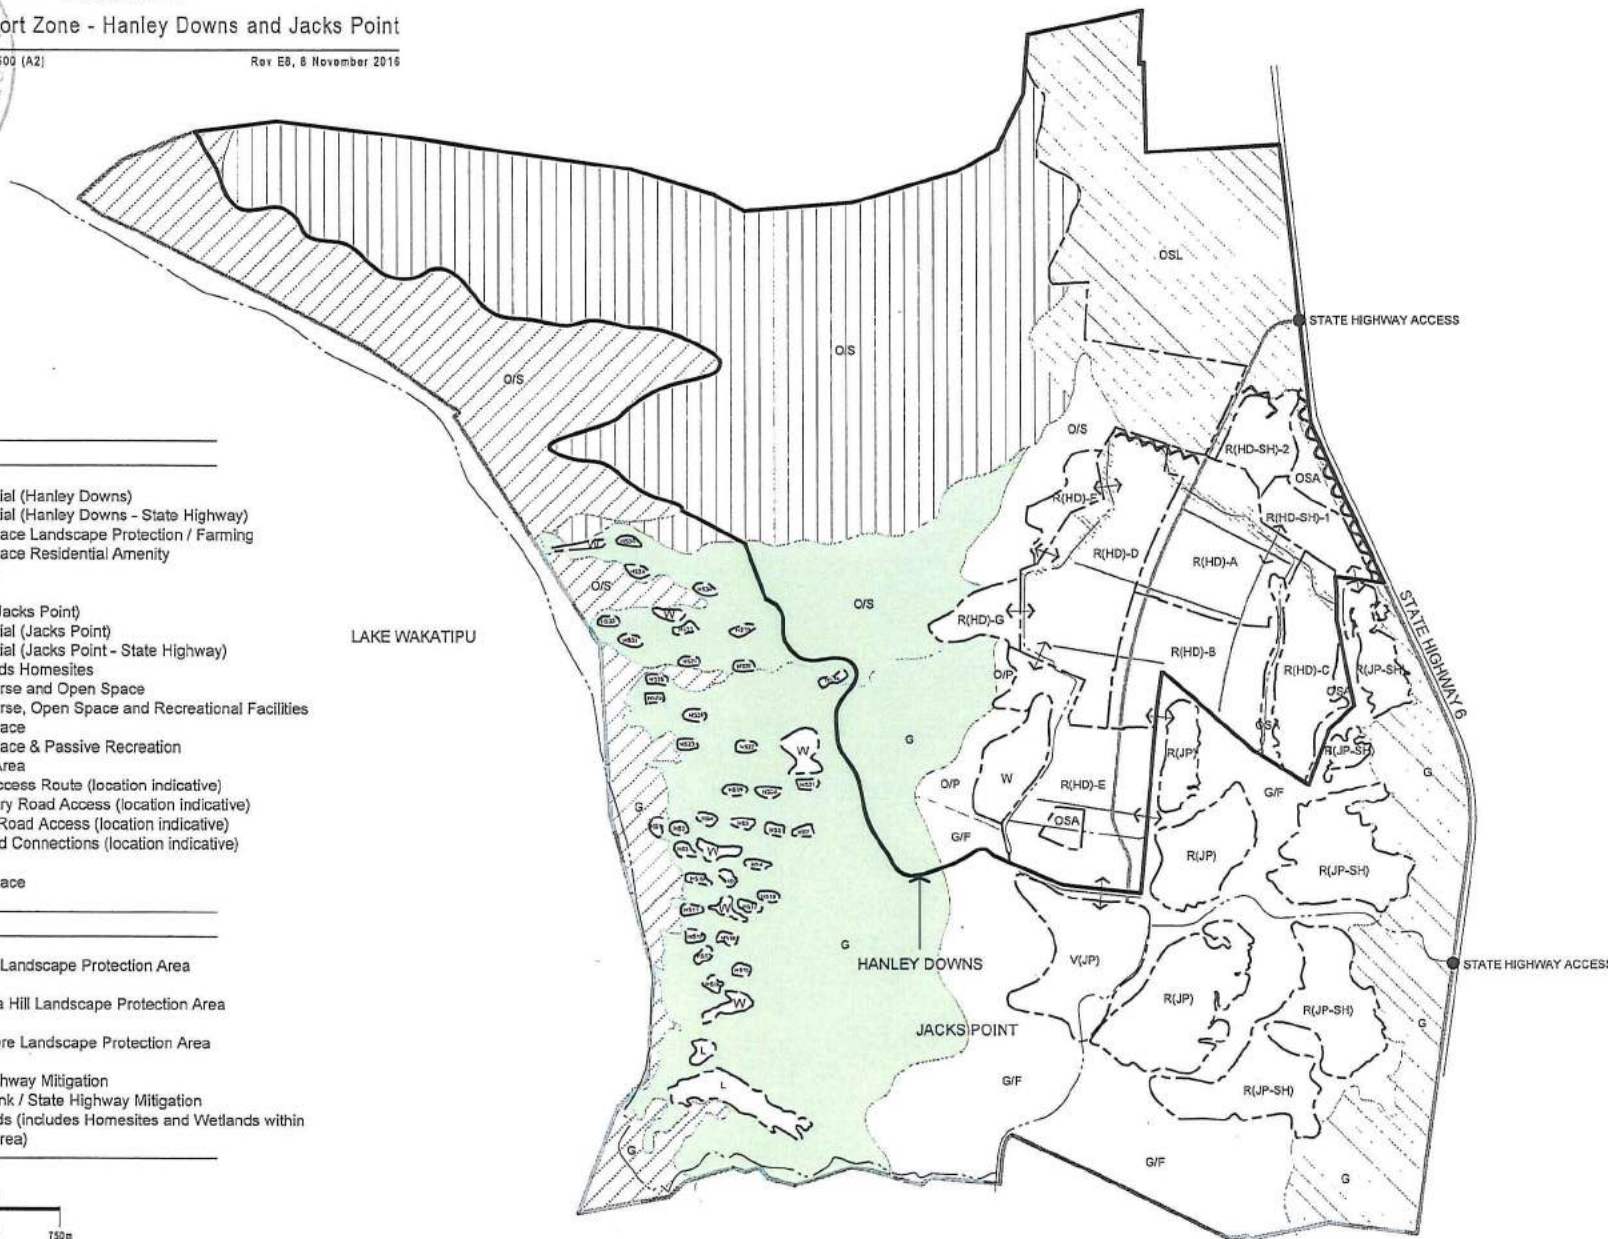 ort Zone - Hanley Downs and Jacks Point
500 (A2)
Rev E8, 8 November 2016
ial (Hanley Downs)
ial (Hanley Downs - State Highway)
ace Landscape Protection / Farming
ace Residential Amenity
Jacks Point)
ial (Jacks Point)
ial (Jacks Point - State Highway)
ds Homesites
rse and Open Space
rse, Open Space and Recreational Facilities
ace
ace & Passive Recreation
Area
ccess Route (location indicative)
ry Road Access (location indicative)
Road Access (location indicative)
d Connections (location indicative)
ace
Landscape Protection Area
a Hill Landscape Protection Area
re Landscape Protection Area
hway Mitigation
nk / State Highway Mitigation
ds (includes Homesites and Wetlands within
rea)
750m
LAKE WAKATIPU
OSL
STATE HIGHWAY ACCESS
O/S
O/S
O/S
R(HD-SH)-2
OSA
R(HD)-F
R(HD-SH)-1
R(HD)-D
R(HD)-A
O/S
O/S
STATE HIGHWAY 6
R(HD)-G
R(HD)-B
R(HD)-C
R(JP-SH)
O/P
OSA
OSA
G
W
R(JP)
R(JP-SH)
W
R(HD)-E
O/P
G/F
G
G
OSA
G/F
R(JP)
R(JP-SH)
W
W
G
HANLEY DOWNS
V(JP)
STATE HIGHWAY ACCESS
W
R(JP)
R(JP-SH)
G
JACKS POINT
L
L
G/F
R(JP-SH)
G
G/F
G